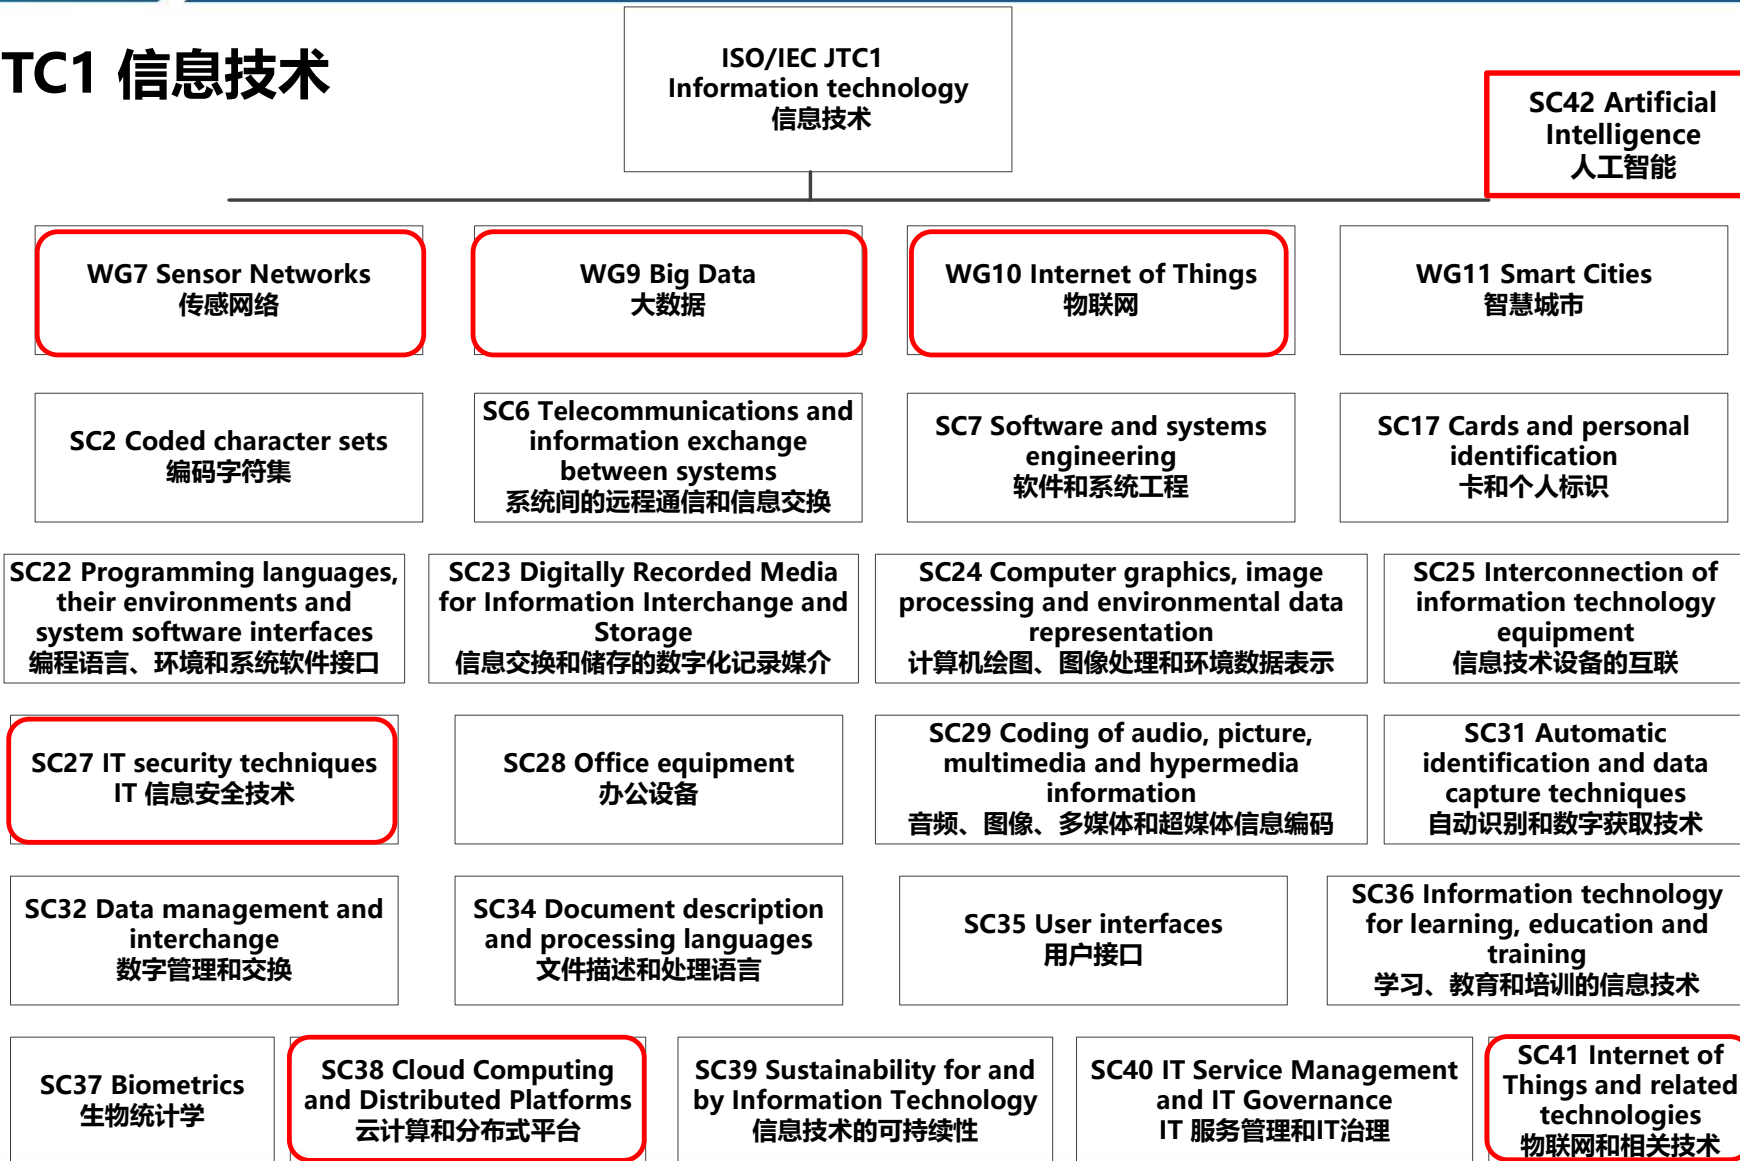 TC1 信息技术
ISO/IEC JTC1
Information technology
信息技术
SC42 Artificial
Intelligence
人工智能
WG7 Sensor Networks
传感网络
WG9 Big Data
大数据
WG10 Internet of Things
物联网
WG11 Smart Cities
智慧城市
SC2 Coded character sets
编码字符集
SC6 Telecommunications and
information exchange
between systems
系统间的远程通信和信息交换
SC7 Software and systems
engineering
软件和系统工程
SC17 Cards and personal
identification
卡和个人标识
SC22 Programming languages,
their environments and
system software interfaces
编程语言、环境和系统软件接口
SC23 Digitally Recorded Media
for Information Interchange and
Storage
信息交换和储存的数字化记录媒介
SC24 Computer graphics, image
processing and environmental data
representation
计算机绘图、图像处理和环境数据表示
SC25 Interconnection of
information technology
equipment
信息技术设备的互联
SC27 IT security techniques
IT 信息安全技术
SC28 Office equipment
办公设备
SC29 Coding of audio, picture,
multimedia and hypermedia
information
音频、图像、多媒体和超媒体信息编码
SC31 Automatic
identification and data
capture techniques
自动识别和数字获取技术
SC32 Data management and
interchange
数字管理和交换
SC34 Document description
and processing languages
文件描述和处理语言
SC35 User interfaces
用户接口
SC36 Information technology
for learning, education and
training
学习、教育和培训的信息技术
SC37 Biometrics
生物统计学
SC38 Cloud Computing
and Distributed Platforms
云计算和分布式平台
SC39 Sustainability for and
by Information Technology
信息技术的可持续性
SC40 IT Service Management
and IT Governance
IT 服务管理和IT治理
SC41 Internet of
Things and related
technologies
物联网和相关技术